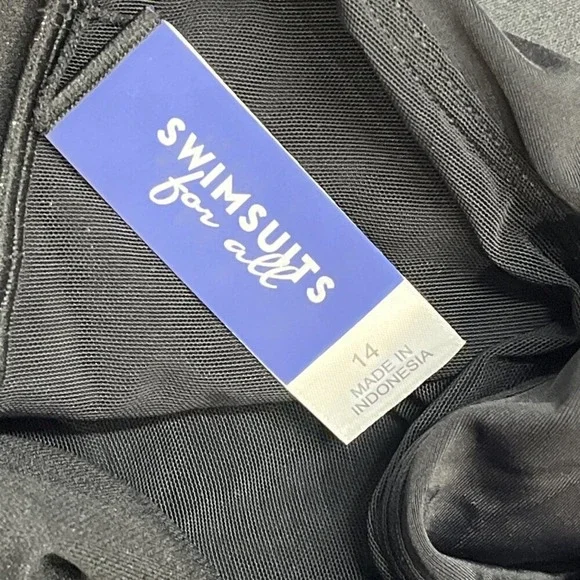 SWIMSUITS
for all
14
MADE IN
INDONESIA